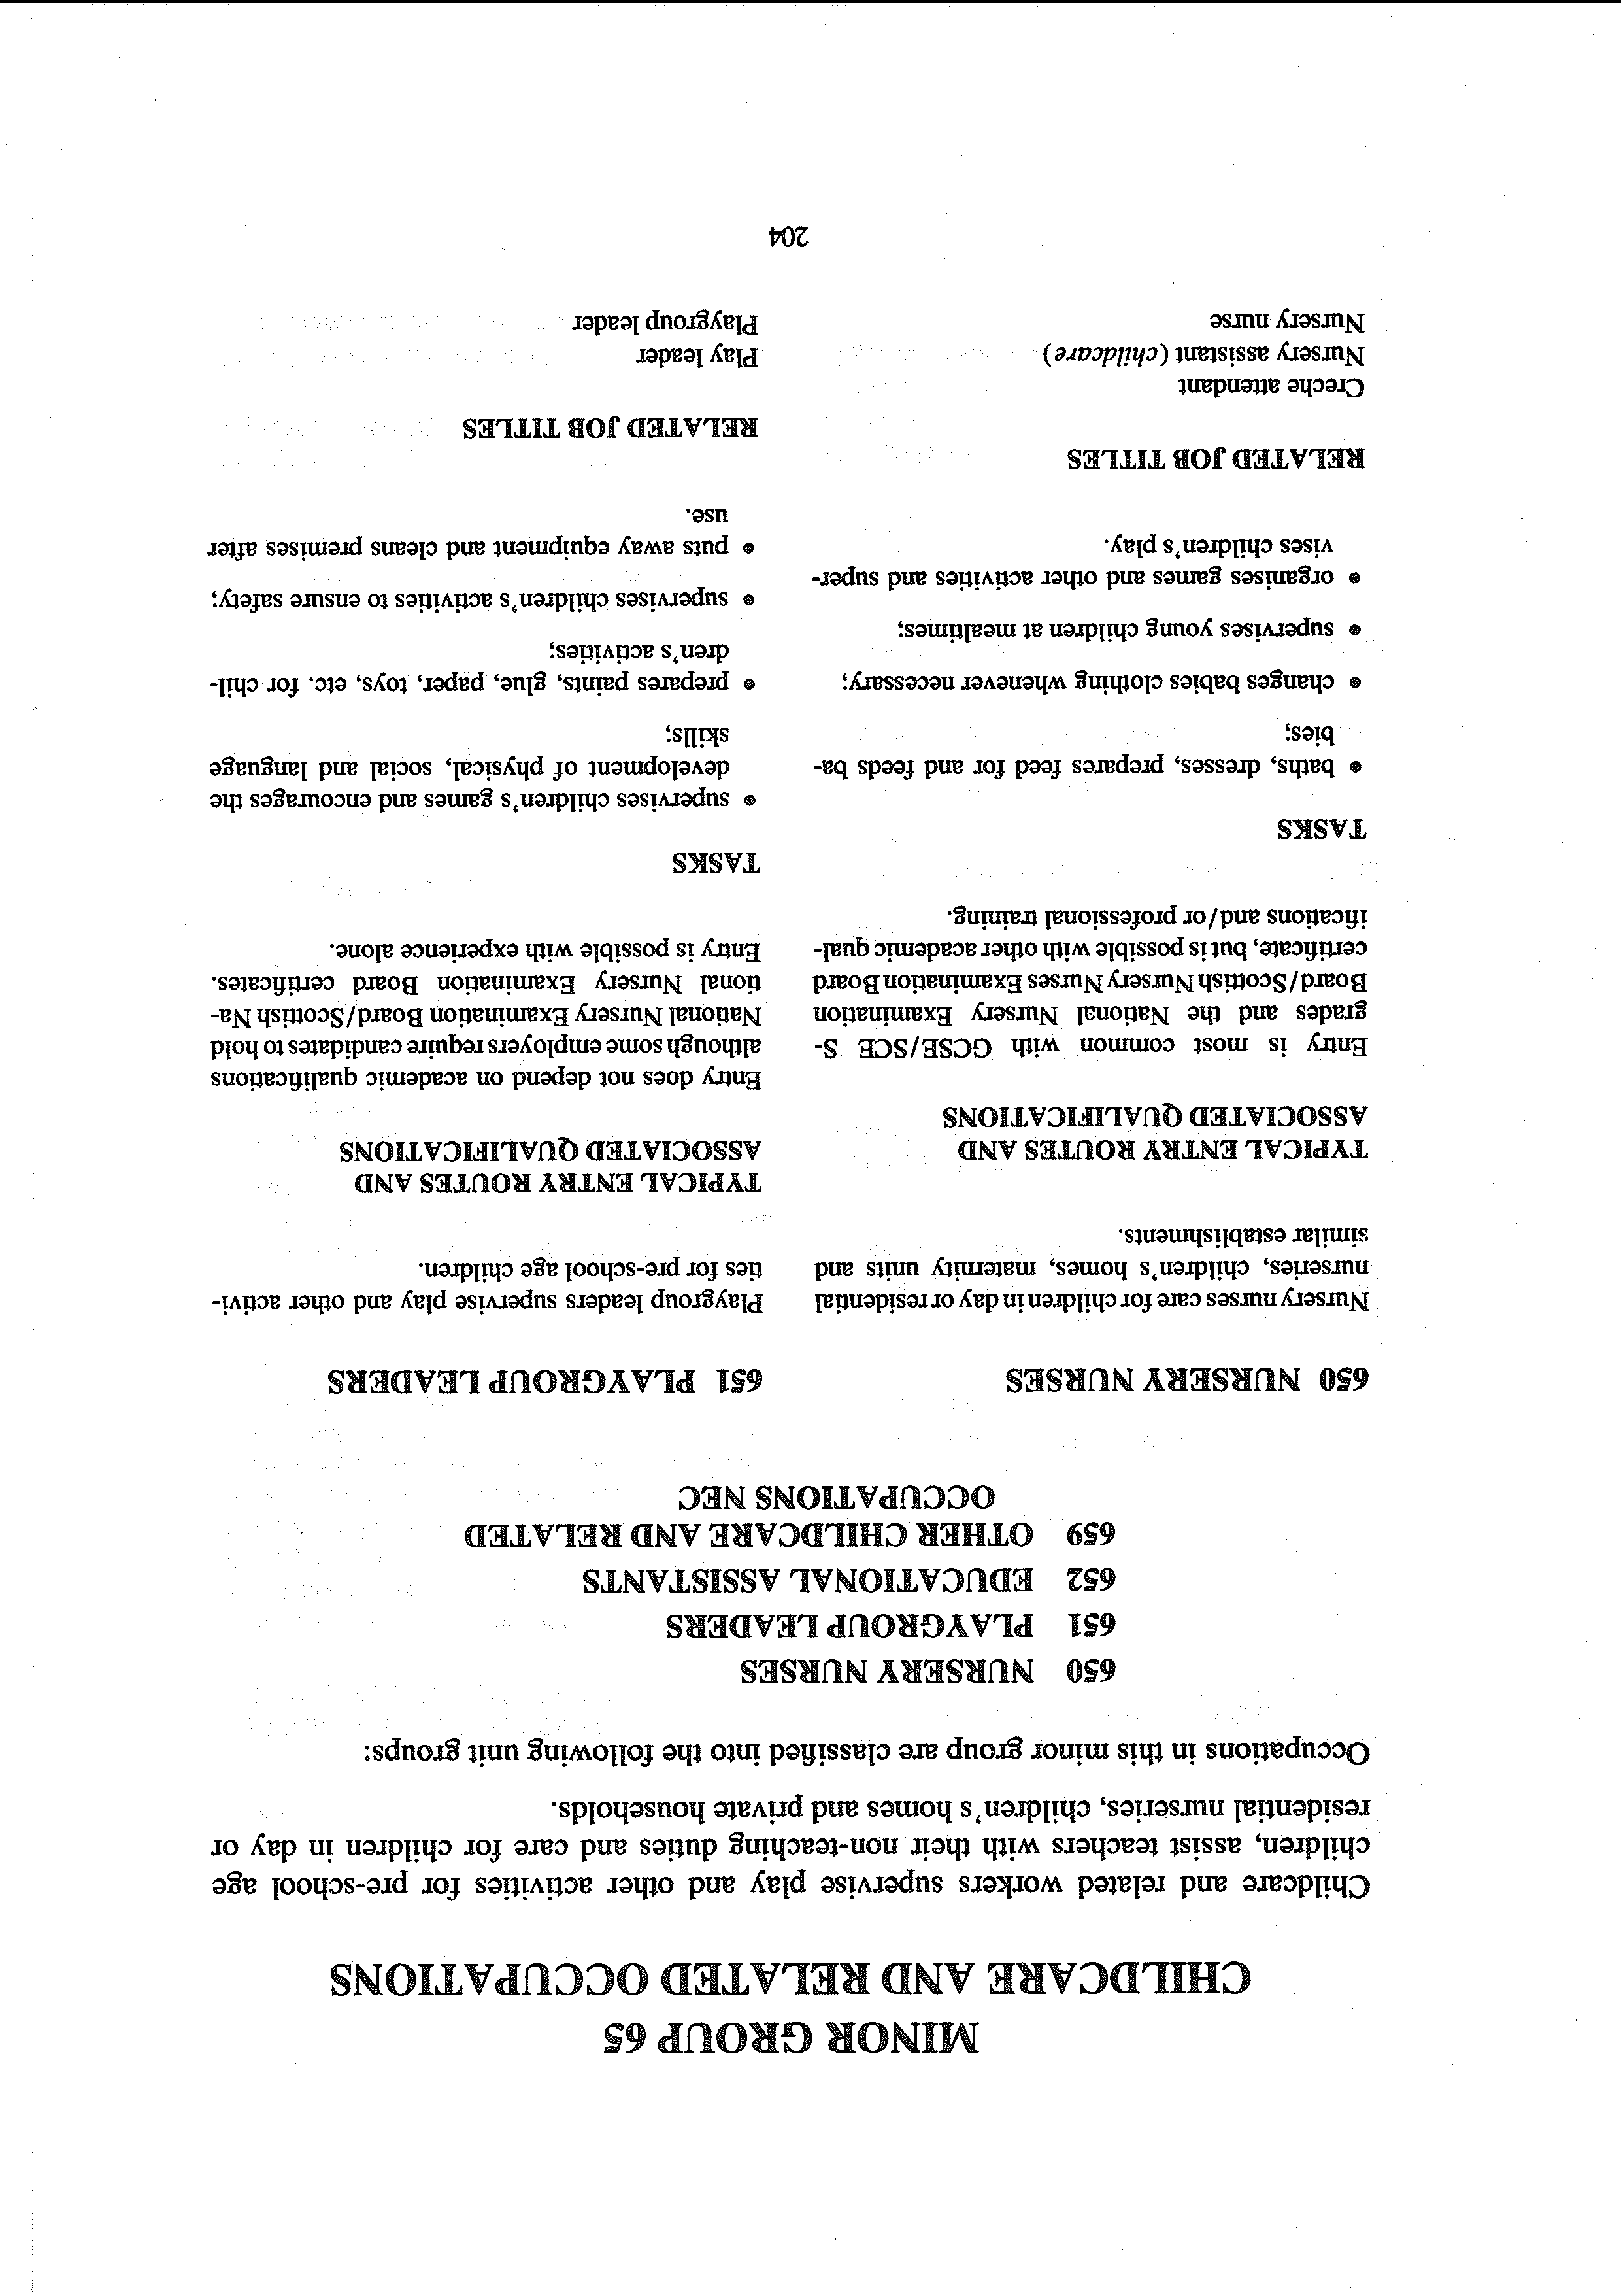 MINOR GROUP 65
CHILDCARE AND RELATED OCCUPATIONS
Childcare and related workers supervise play and other activities for pre-school age
children, assist teachers with their non-teaching duties and care for children in day or
residential nurseries, children's homes and private households.
Occupations in this minor group are classified into the following unit groups:
650 NURSERY NURSES
651 PLAYGROUP LEADERS
652 EDUCATIONAL ASSISTANTS
659 OTHER CHILDCARE AND RELATED
OCCUPATIONS NEC
650 NURSERY NURSES
Nursery nurses care for children in day or residential
nurseries, children's homes, maternity units and
similar establishments.
TYPICAL ENTRY ROUTES AND
ASSOCIATED QUALIFICATIONS
Entry is most common with GCSE/SCE S-
grades and the National Nursery Examination
Board/Scottish Nursery Nurses Examination Board
certificate, but is possible with other academic qual-
ifications and/or professional training.
TASKS
• baths, dresses, prepares feed for and feeds ba-
bies;
• changes babies clothing whenever necessary;
• supervises young children at mealtimes;
• organises games and other activities and super-
vises children's play.
RELATED JOB TITLES
Creche attendant
Nursery assistant (childcare)
Nursery nurse
651 PLAYGROUP LEADERS
Playgroup leaders supervise play and other activi-
ties for pre-school age children.
TYPICAL ENTRY ROUTES AND
ASSOCIATED QUALIFICATIONS
Entry does not depend on academic qualifications
although some employers require candidates to hold
National Nursery Examination Board/Scottish Na-
tional Nursery Examination Board certificates.
Entry is possible with experience alone.
TASKS
• supervises children's games and encourages the
development of physical, social and language
skills;
• prepares paints, glue, paper, toys, etc. for chil-
dren's activities;
• supervises children's activities to ensure safety;
• puts away equipment and cleans premises after
use.
RELATED JOB TITLES
Play leader
Playgroup leader
204